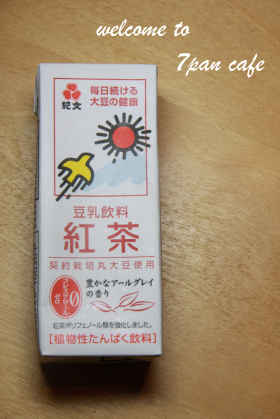 welcome to
7pan cafe
毎日続ける
大豆の健康
紀文
豆乳飲料
紅茶
契約栽培丸大豆使用
コレステロール
0
ゼロ
豊かなアールグレイ
の香り
紅茶ポリフェノール類を強化しました。
[植物性たんぱく飲料]